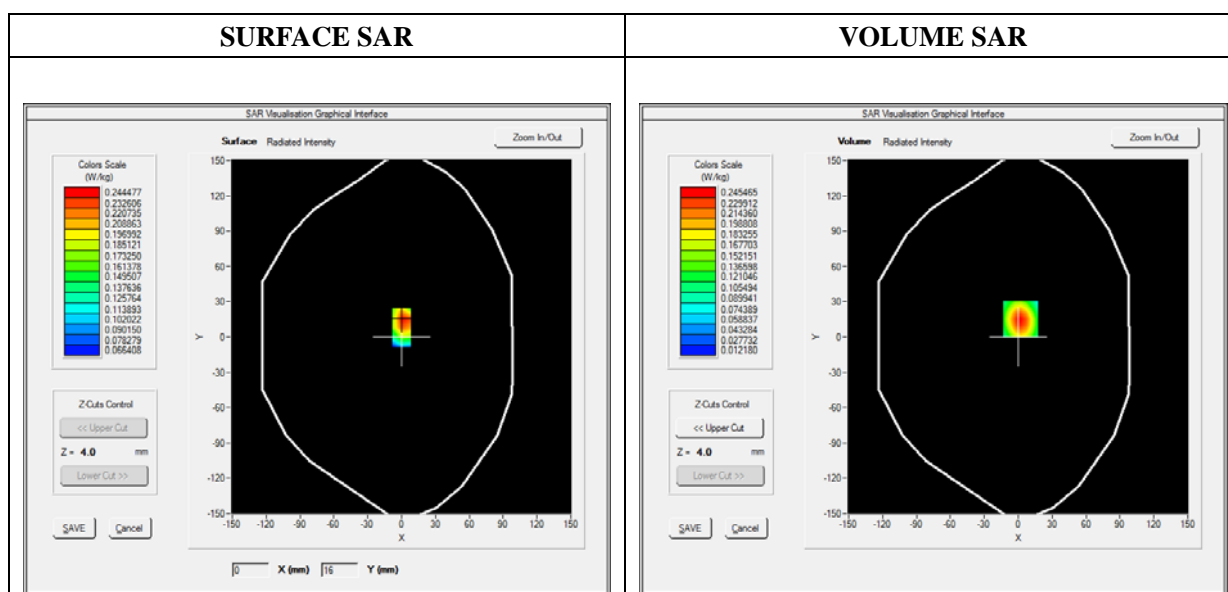 SURFACE SAR
VOLUME SAR
SAR Visualisation Graphical Interface
Surface Radiated Intensity
Zoom In/Out
Colors Scale
(W/kg)
0.244477
0.232606
0.220735
0.208863
0.196992
0.185121
0.173250
0.161378
0.149507
0.137636
0.125764
0.113893
0.102022
0.090150
0.078279
0.066408
Z-Cuts Control
<< Upper Cut
Z = 4.0 mm
Lower Cut >>
SAVE Cancel
150
120
90
60
30
0
-30
-60
-90
-120
-150
Y
-150 -120 -90 -60 -30 0 30 60 90 120 150
X
0 X (mm) 16 Y (mm)
SAR Visualisation Graphical Interface
Volume Radiated Intensity
Zoom In/Out
Colors Scale
(W/kg)
0.245465
0.229912
0.214360
0.198808
0.183255
0.167703
0.152151
0.136598
0.121046
0.105494
0.089941
0.074389
0.058837
0.043284
0.027732
0.012180
Z-Cuts Control
<< Upper Cut
Z = 4.0 mm
Lower Cut >>
SAVE Cancel
150
120
90
60
30
0
-30
-60
-90
-120
-150
Y
-150 -120 -90 -60 -30 0 30 60 90 120 150
X